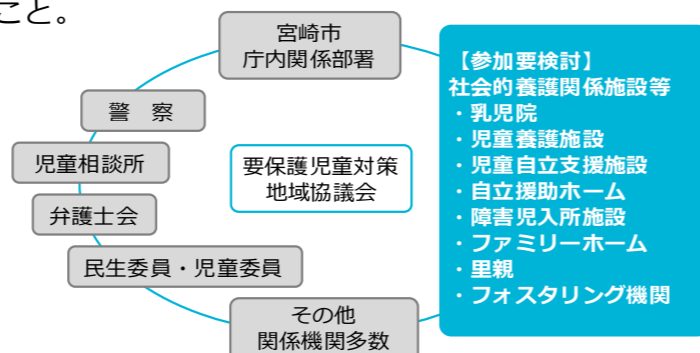 こと。
宮崎市
庁内関係部署
警　察
児童相談所
弁護士会
民生委員・児童委員
その他
関係機関多数
要保護児童対策
地域協議会
【参加要検討】
社会的養護関係施設等
・乳児院
・児童養護施設
・児童自立支援施設
・自立援助ホーム
・障害児入所施設
・ファミリーホーム
・里親
・フォスタリング機関